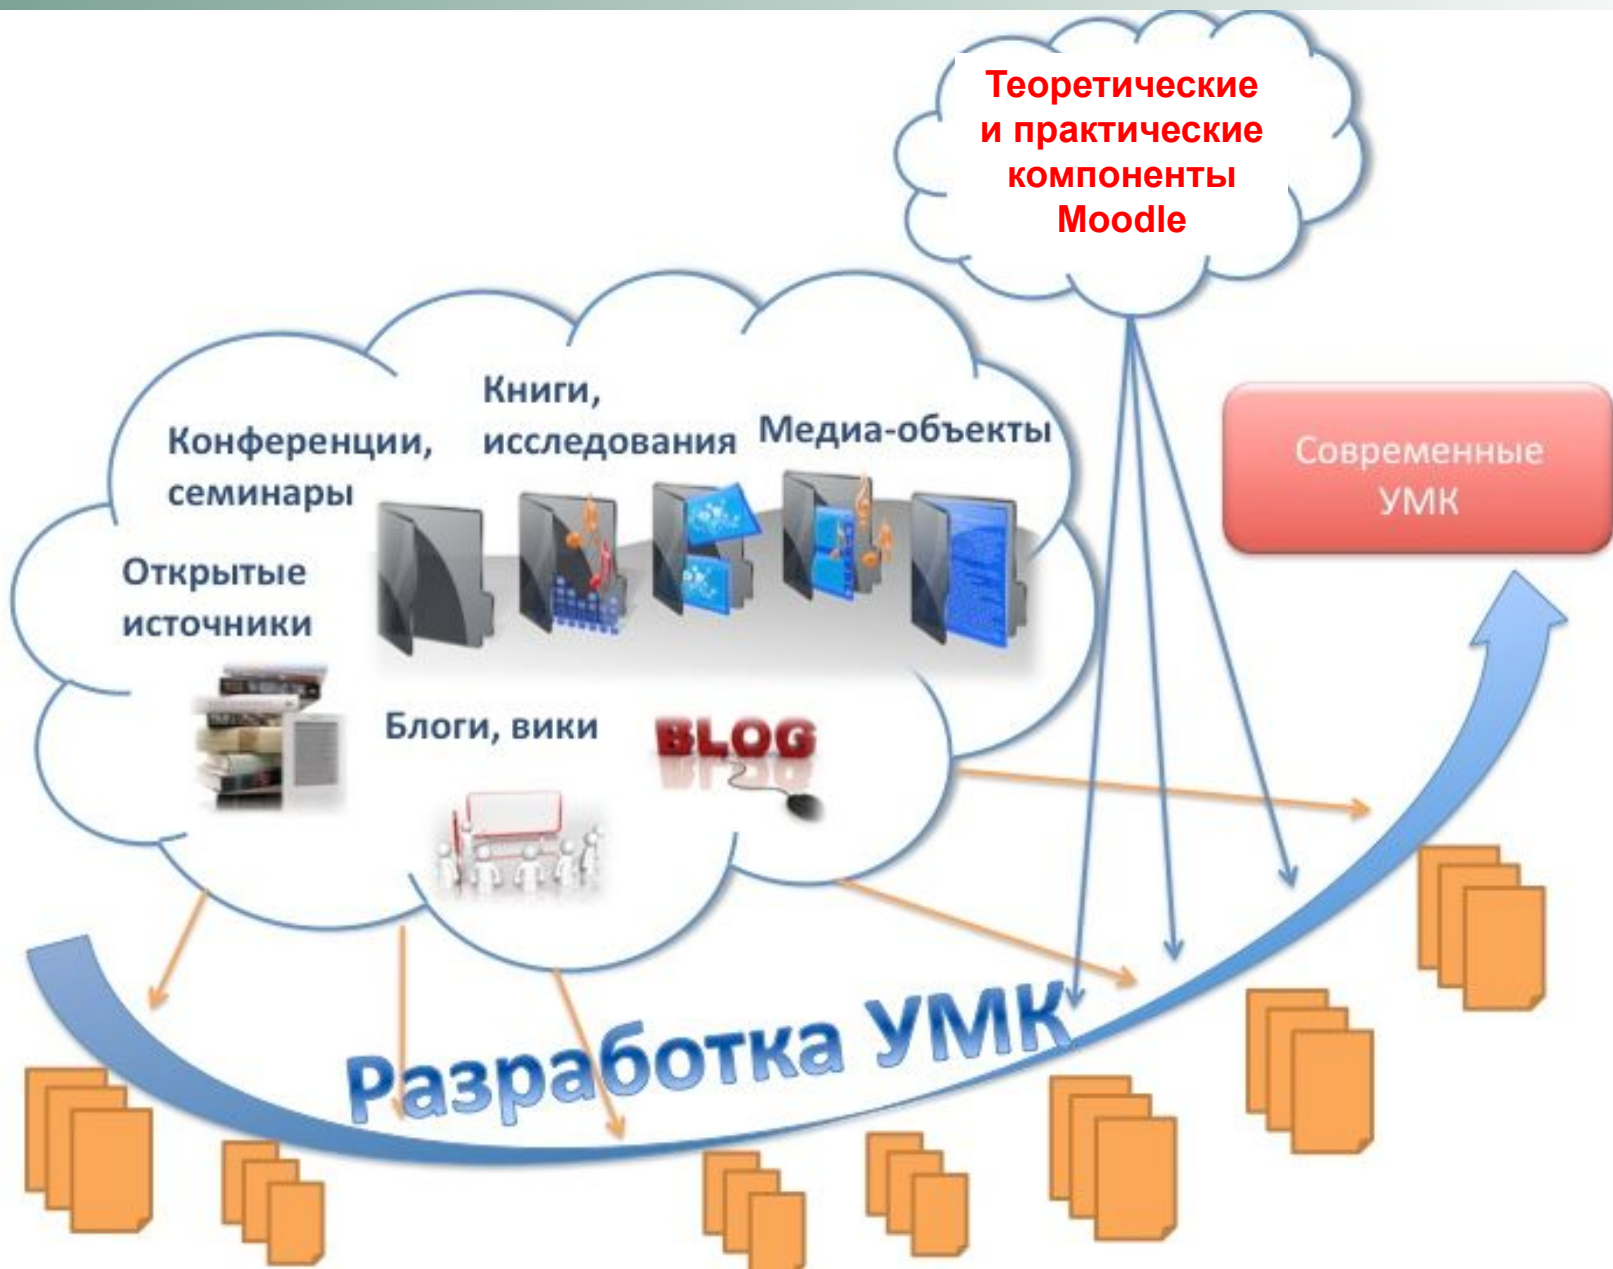 Теоретические
и практические
компоненты
Moodle
Книги,
исследования
Медиа-объекты
Конференции,
семинары
Современные
УМК
Открытые
источники
Блоги, вики
BLOG
Разработка УМК